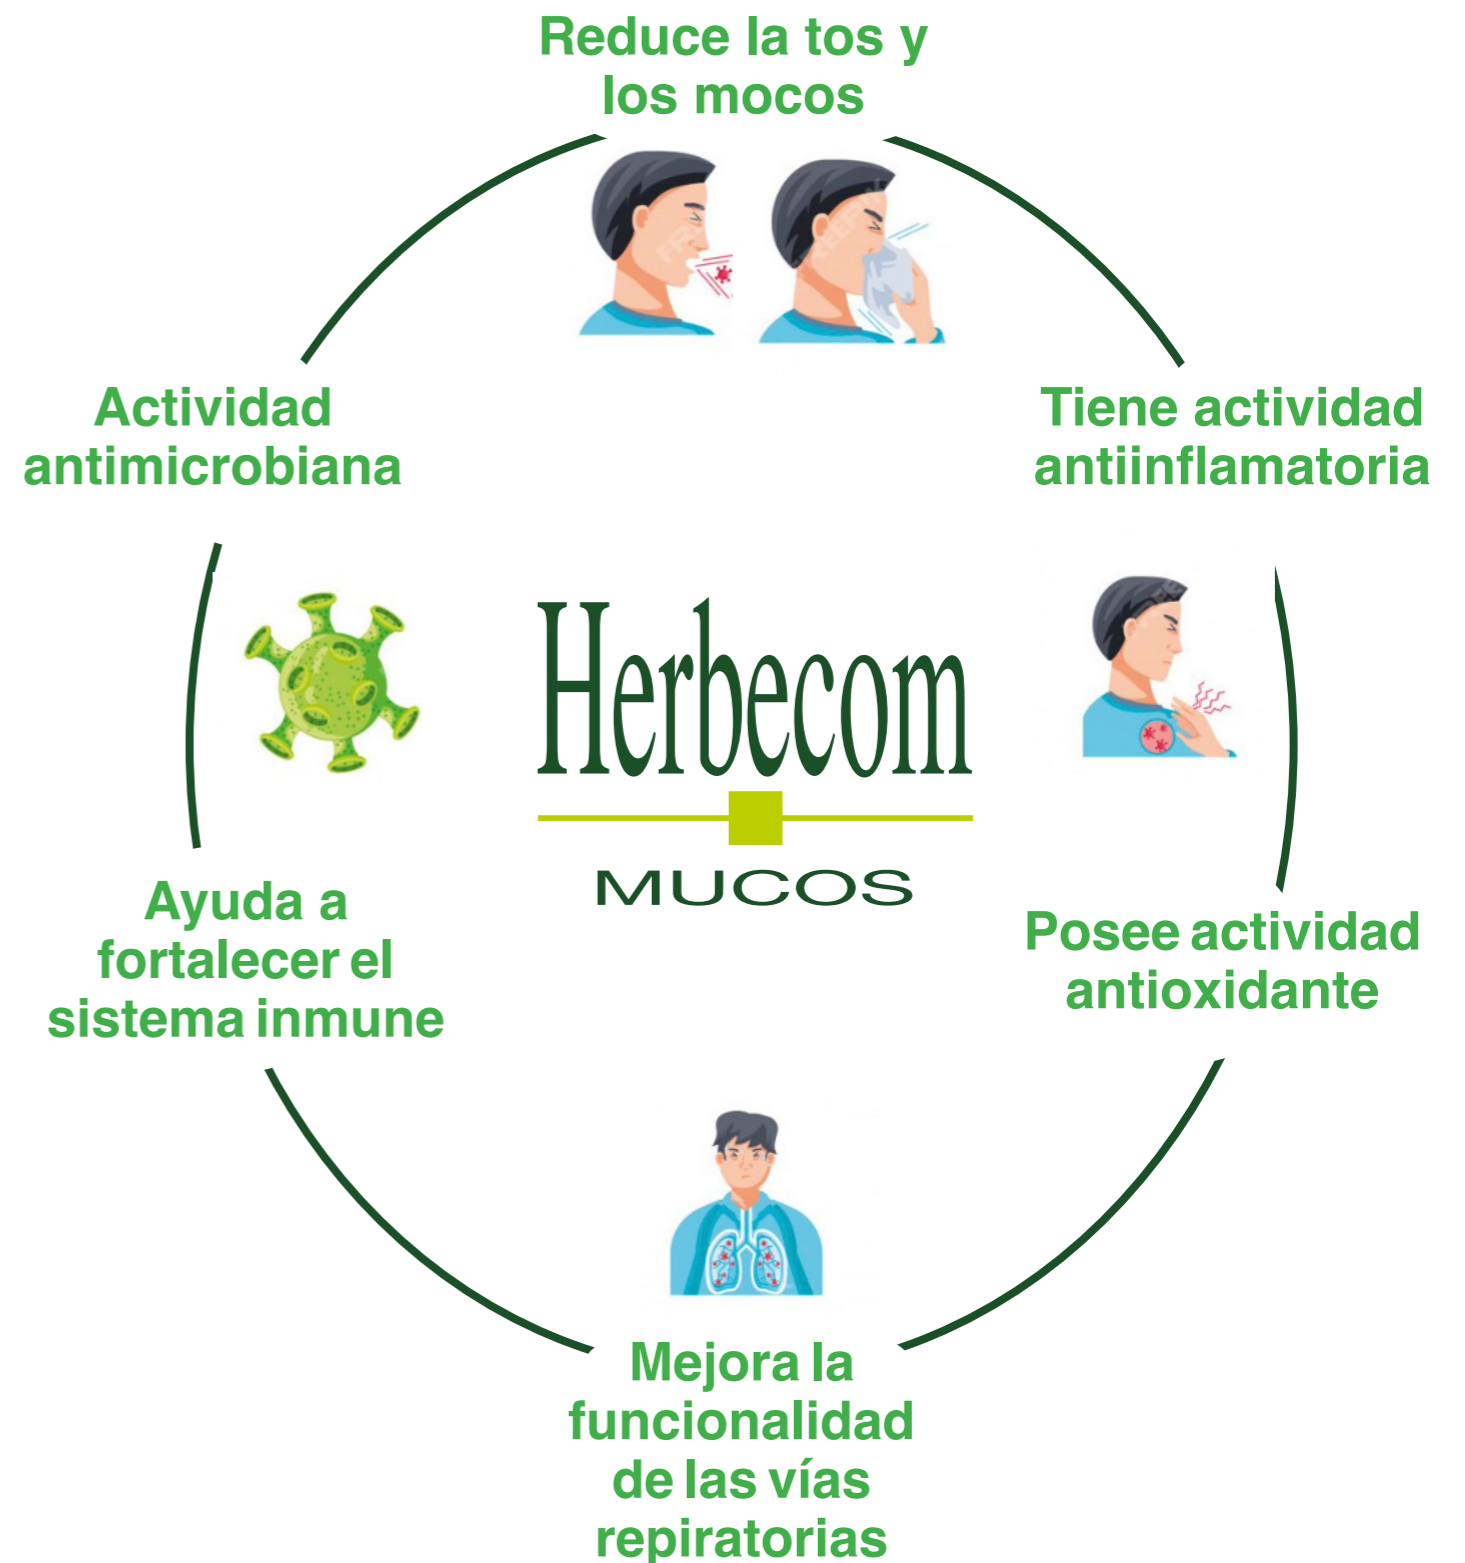 Reduce la tos y
los mocos
Actividad
antimicrobiana
Tiene actividad
antiinflamatoria
Herbecom
MUCOS
Ayuda a
fortalecer el
sistema inmune
Posee actividad
antioxidante
Mejora la
funcionalidad
de las vías
repiratorias